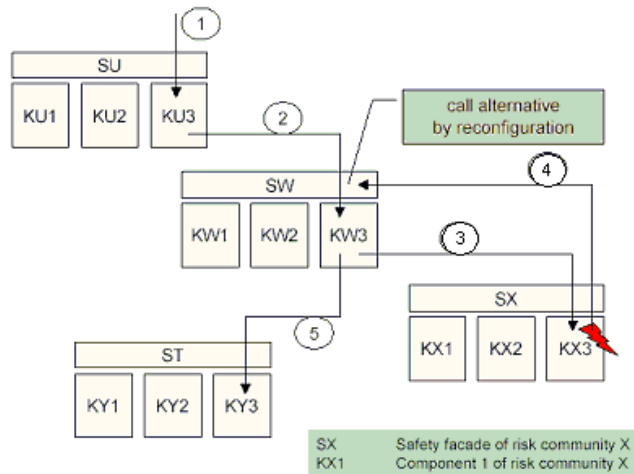 1
SU
KU1 KU2 KU3
2
call alternative
by reconfiguration
4
SW
KW1 KW2 KW3
3
SX
5
KX1 KX2 KX3
ST
KY1 KY2 KY3
SX Safety facade of risk community X
KX1 Component 1 of risk community X